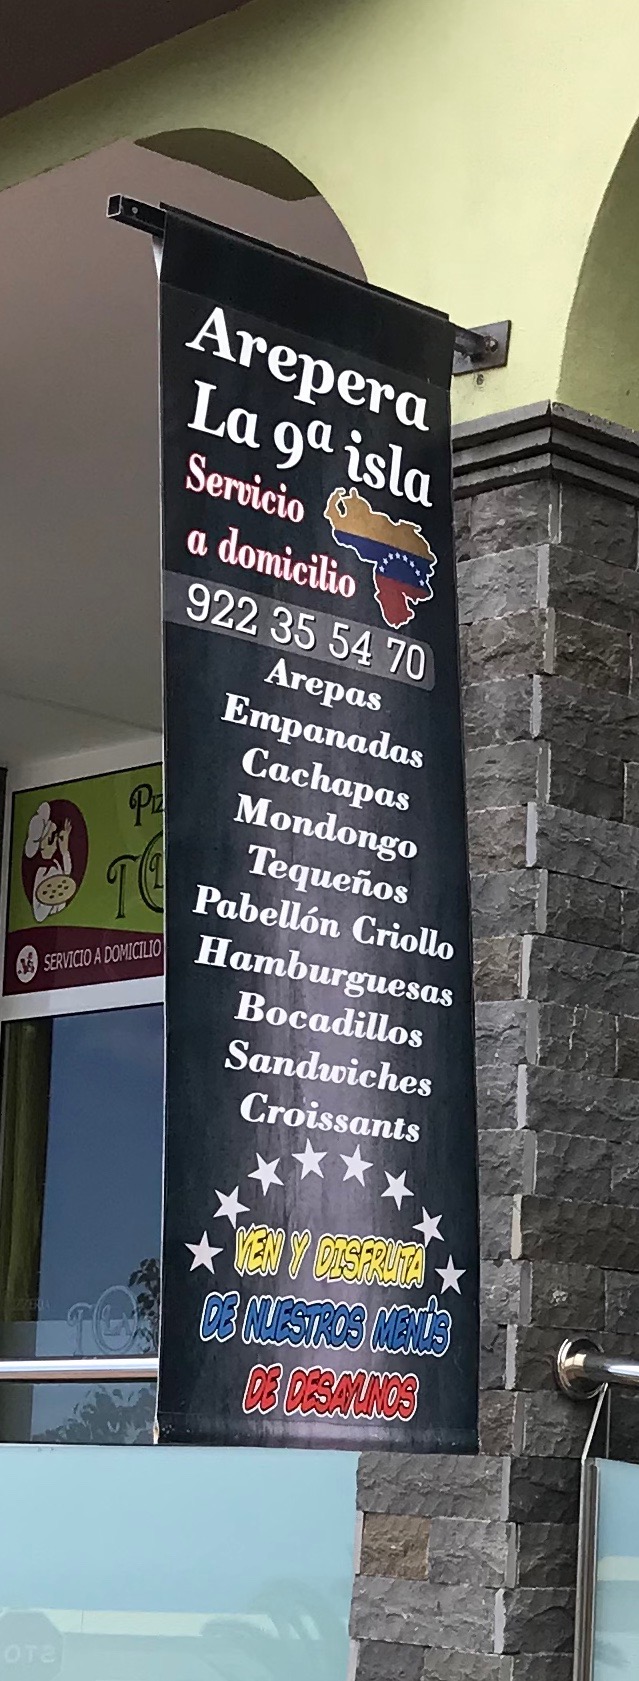 Arepera
La 9ª isla
Servicio
a domicilio
922 35 54 70
Arepas
Empanadas
Cachapas
Mondongo
Tequeños
Pabellón Criollo
Hamburguesas
Bocadillos
Sandwiches
Croissants
VEN Y DISFRUTA
DE NUESTROS MENÚS
DE DESAYUNOS
SERVICIO A DOMICILIO